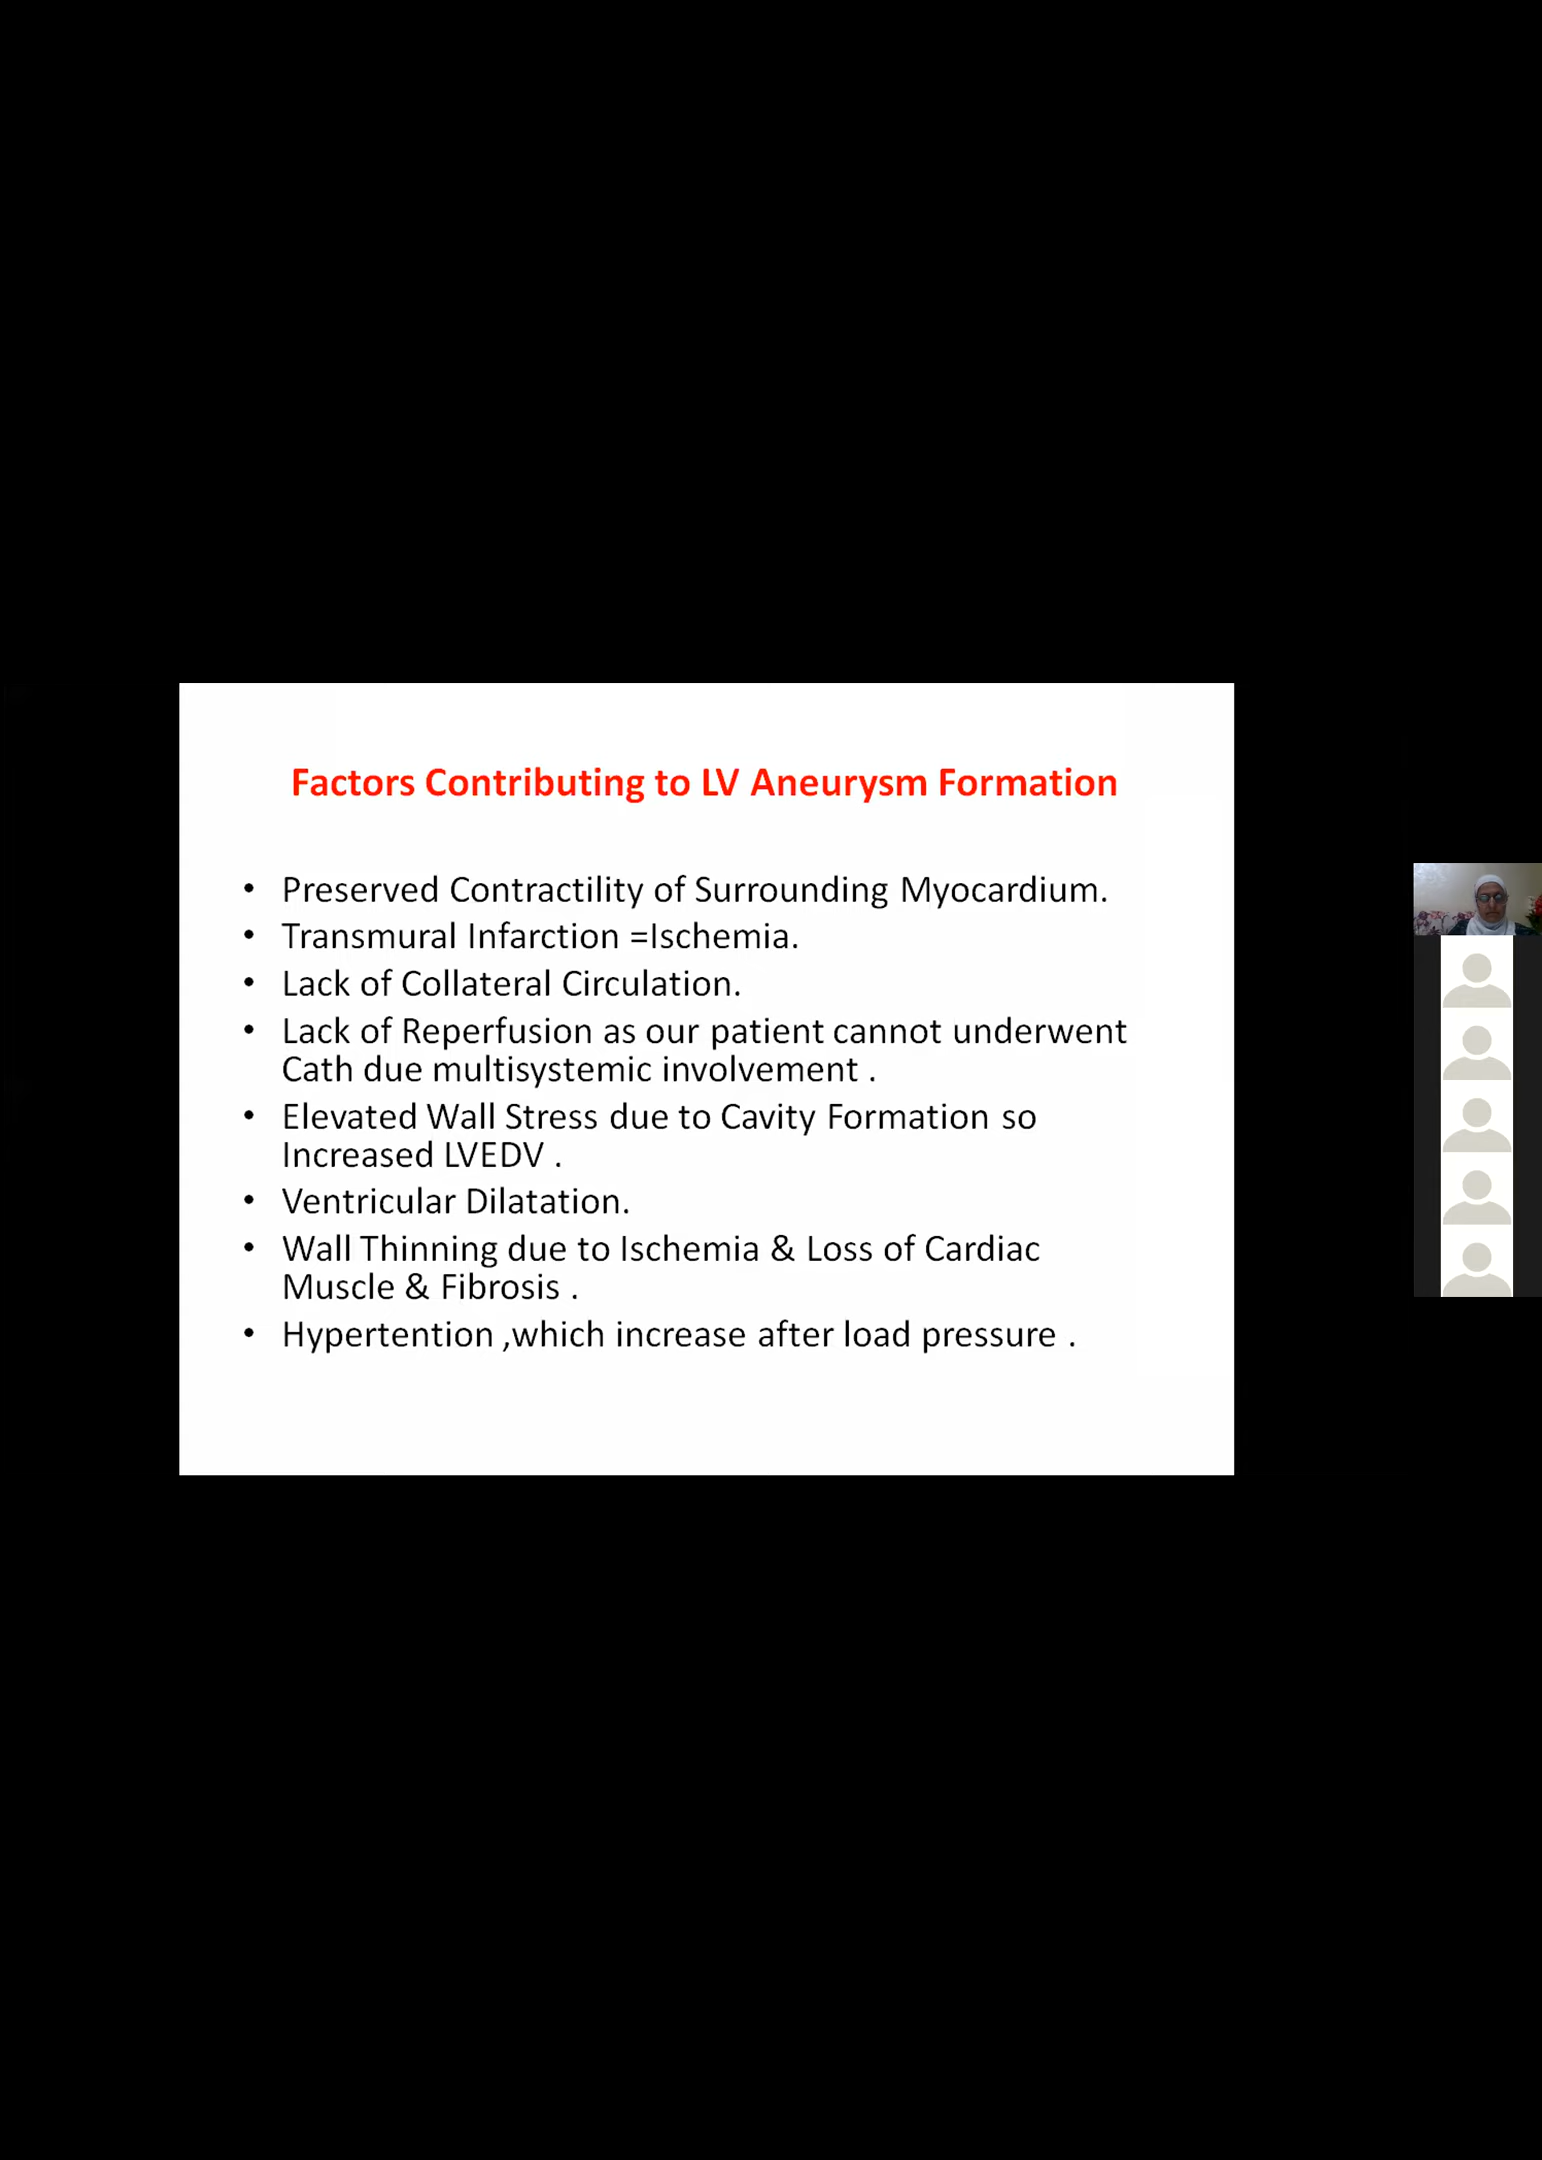 Factors Contributing to LV Aneurysm Formation
• Preserved Contractility of Surrounding Myocardium.
• Transmural Infarction =Ischemia.
• Lack of Collateral Circulation.
• Lack of Reperfusion as our patient cannot underwent
Cath due multisystemic involvement .
• Elevated Wall Stress due to Cavity Formation so
Increased LVEDV .
• Ventricular Dilatation.
• Wall Thinning due to Ischemia & Loss of Cardiac
Muscle & Fibrosis .
• Hypertention ,which increase after load pressure .